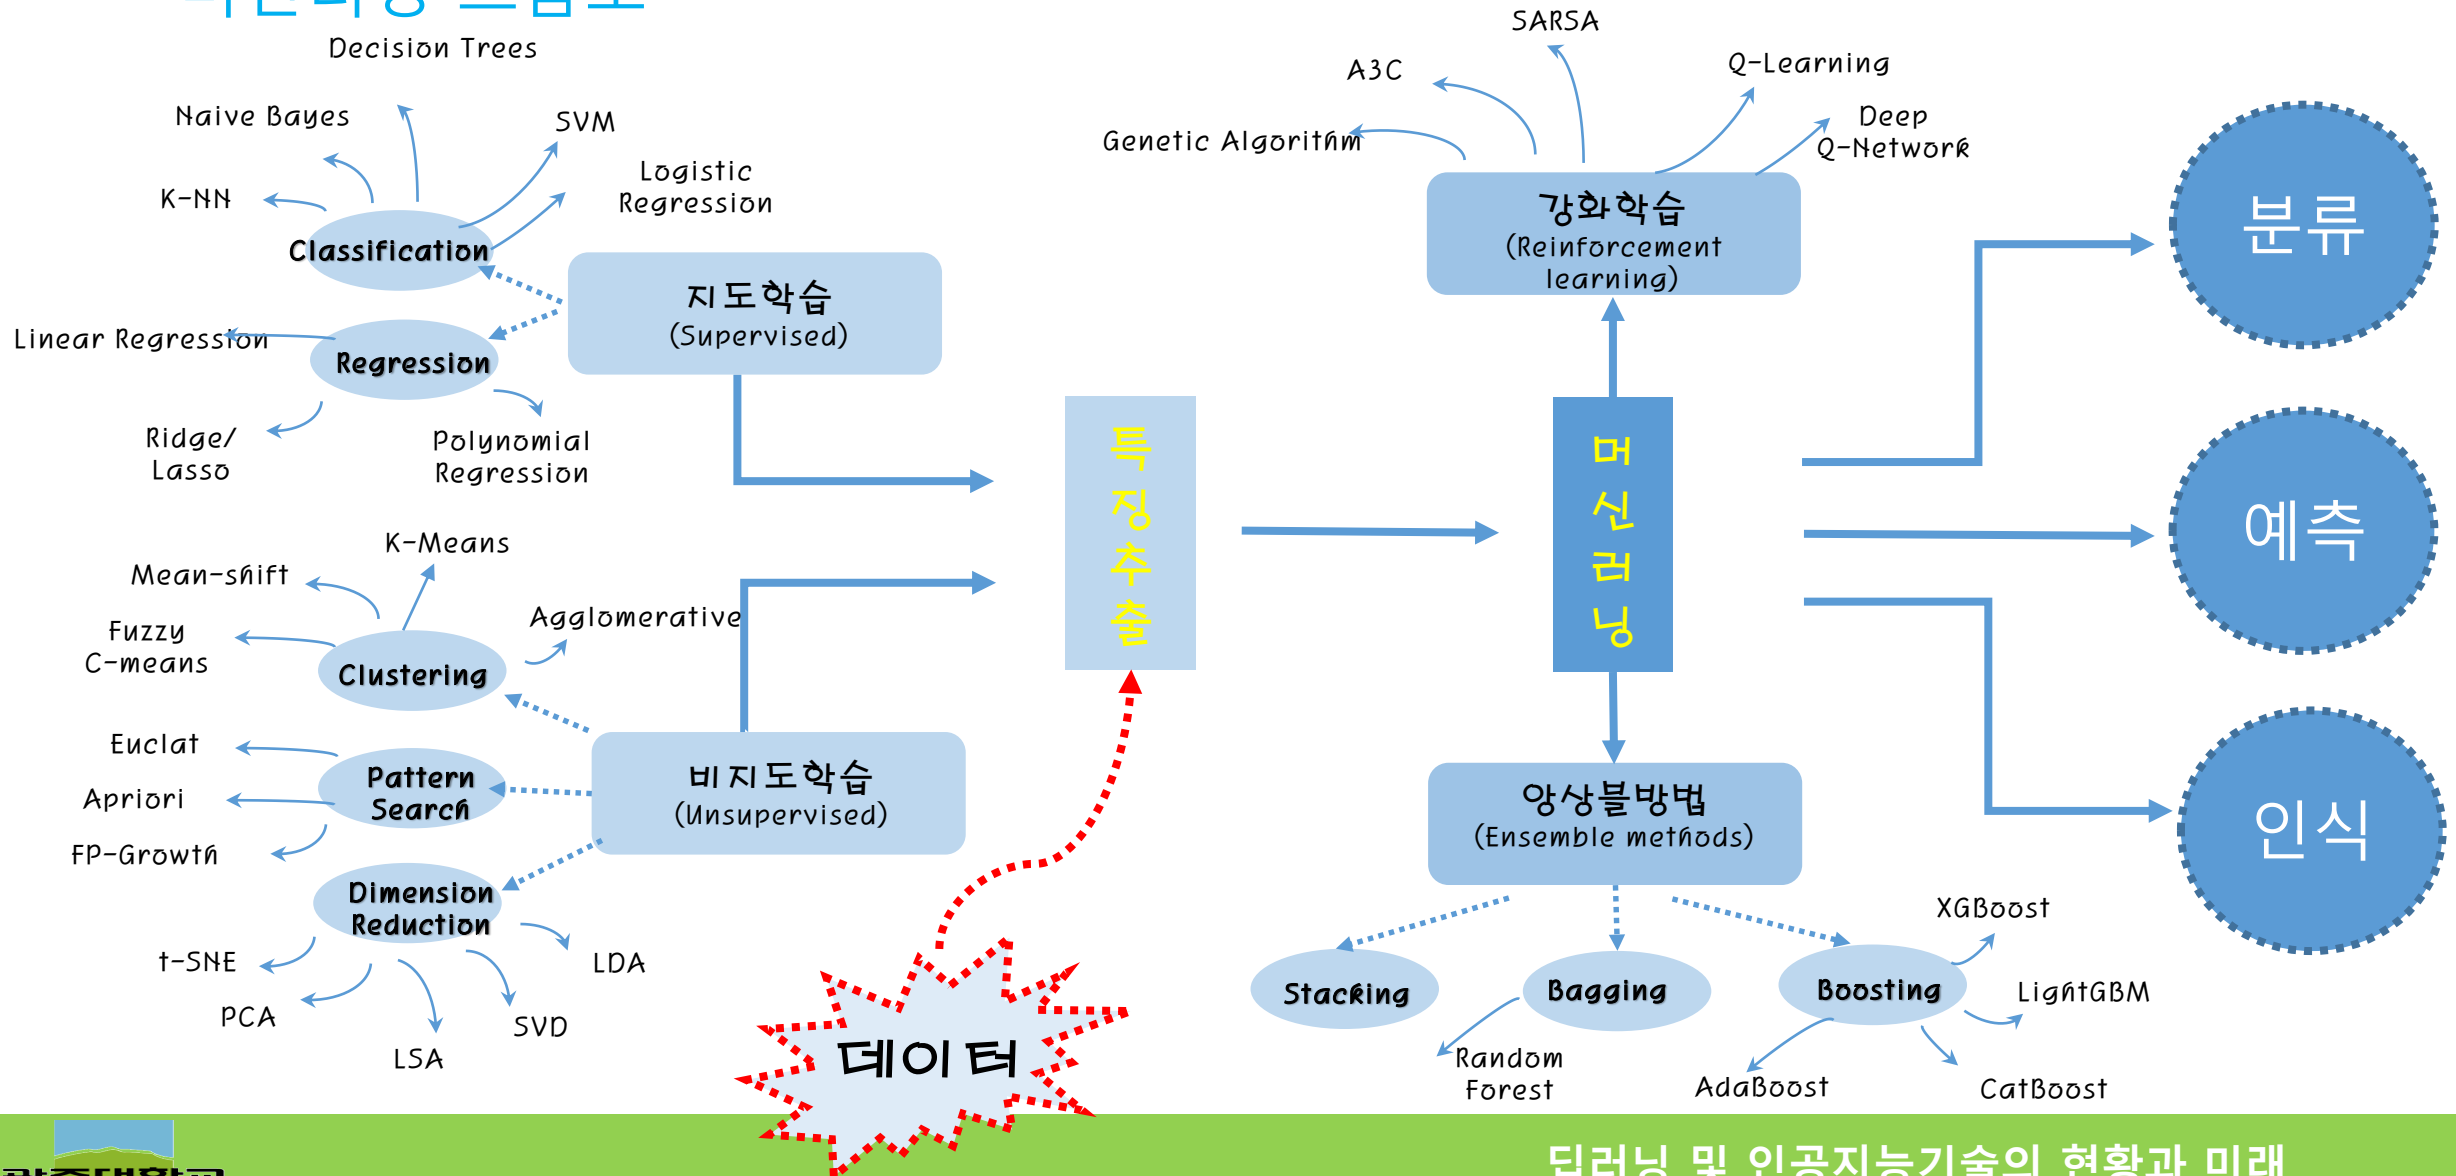 Decision Trees
Naive Bayes
SVM
K-NN
Logistic
Regression
Classification
지도학습
(Supervised)
Linear Regression
Regression
Ridge/
Lasso
Polynomial
Regression
K-Means
Mean-shift
Agglomerative
Fuzzy
C-means
Clustering
Euclat
Pattern
Search
Apriori
FP-Growth
비지도학습
(Unsupervised)
Dimension
Reduction
t-SNE
LDA
PCA
SVD
LSA
특
징
추
출
데이터
SARSA
A3C
Q-Learning
Genetic Algorithm
Deep
Q-Network
강화학습
(Reinforcement
learning)
머
신
러
닝
앙상블방법
(Ensemble methods)
Stacking
Bagging
Boosting
XGBoost
LightGBM
Random
Forest
AdaBoost
CatBoost
분류
예측
인식
딥러닝 및 인공지능기술의 현황과 미래